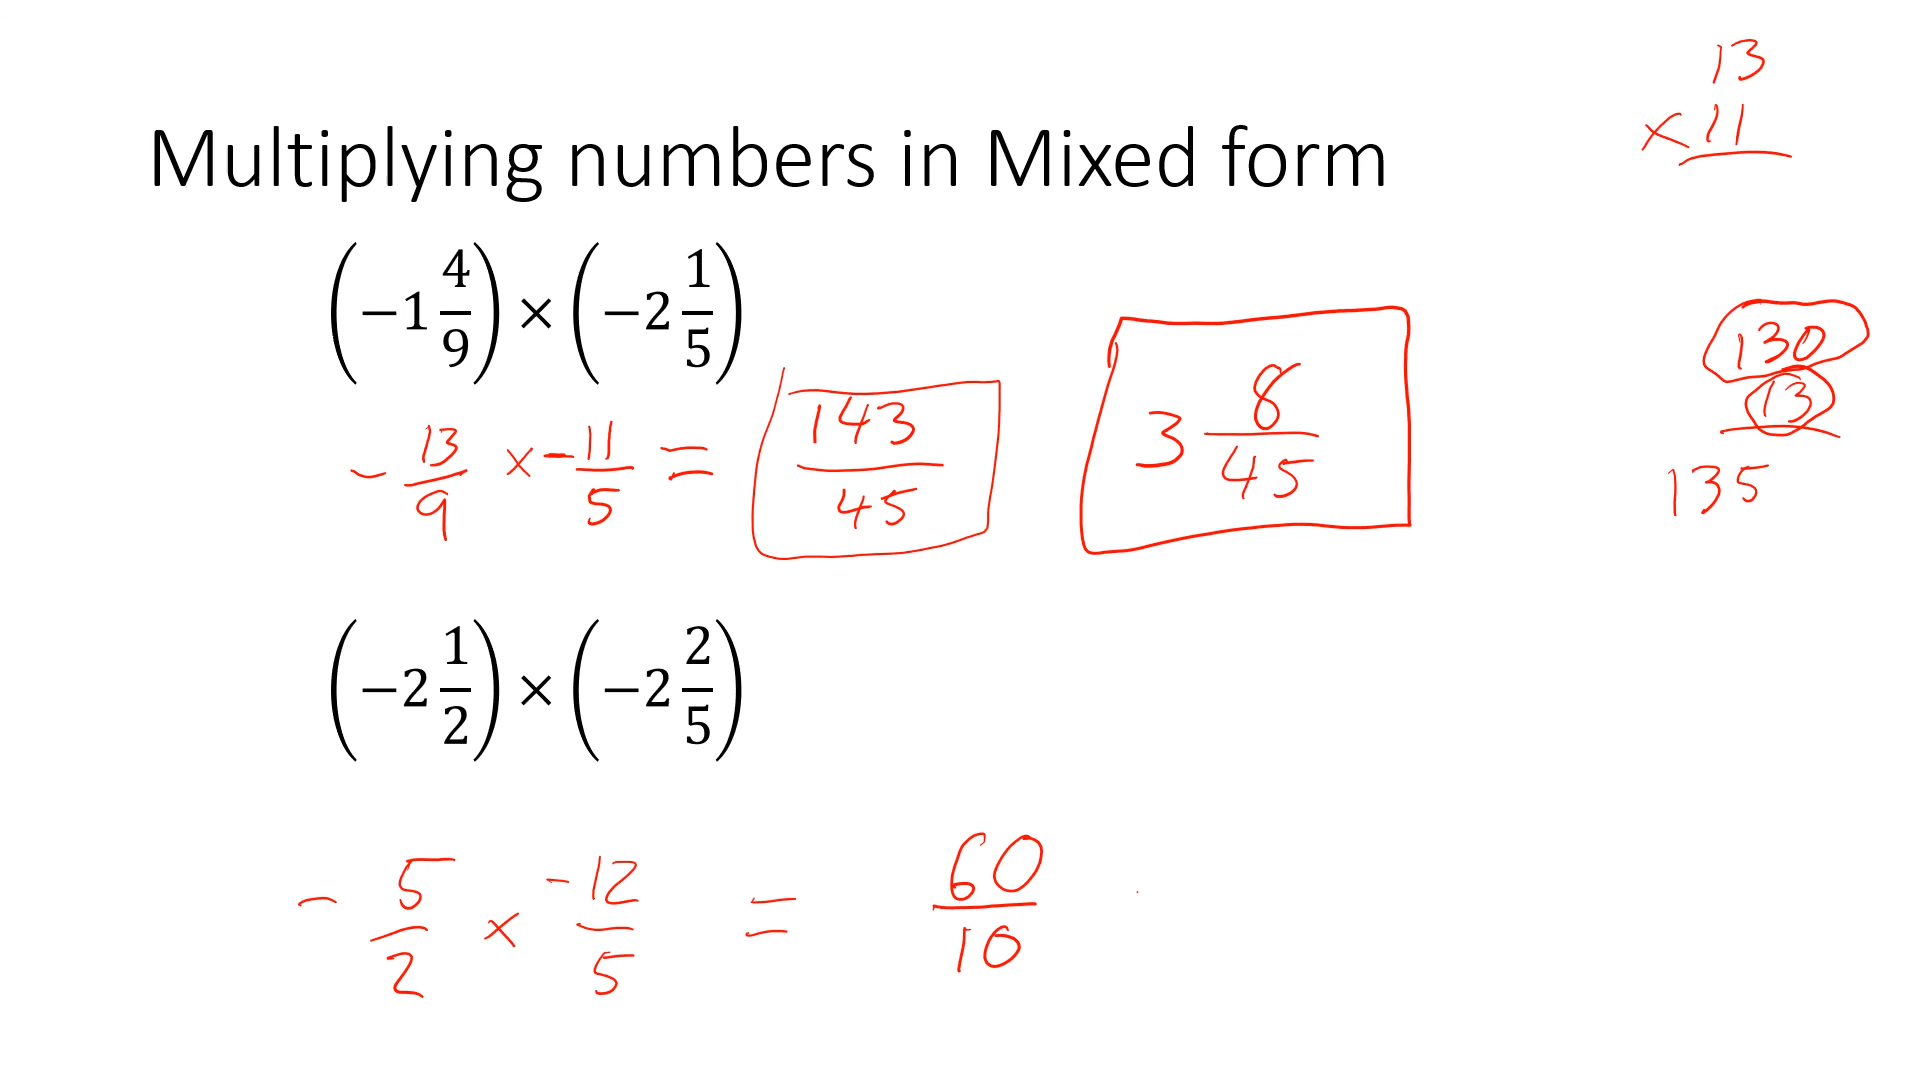 Multiplying numbers in Mixed form
13
× 11
(−1 4/9) × (−2 1/5)
130
13
135
− 13/9 × − 11/5 = 143/45
3 8/45
(−2 1/2) × (−2 2/5)
− 5/2 × −12/5 = 60/10